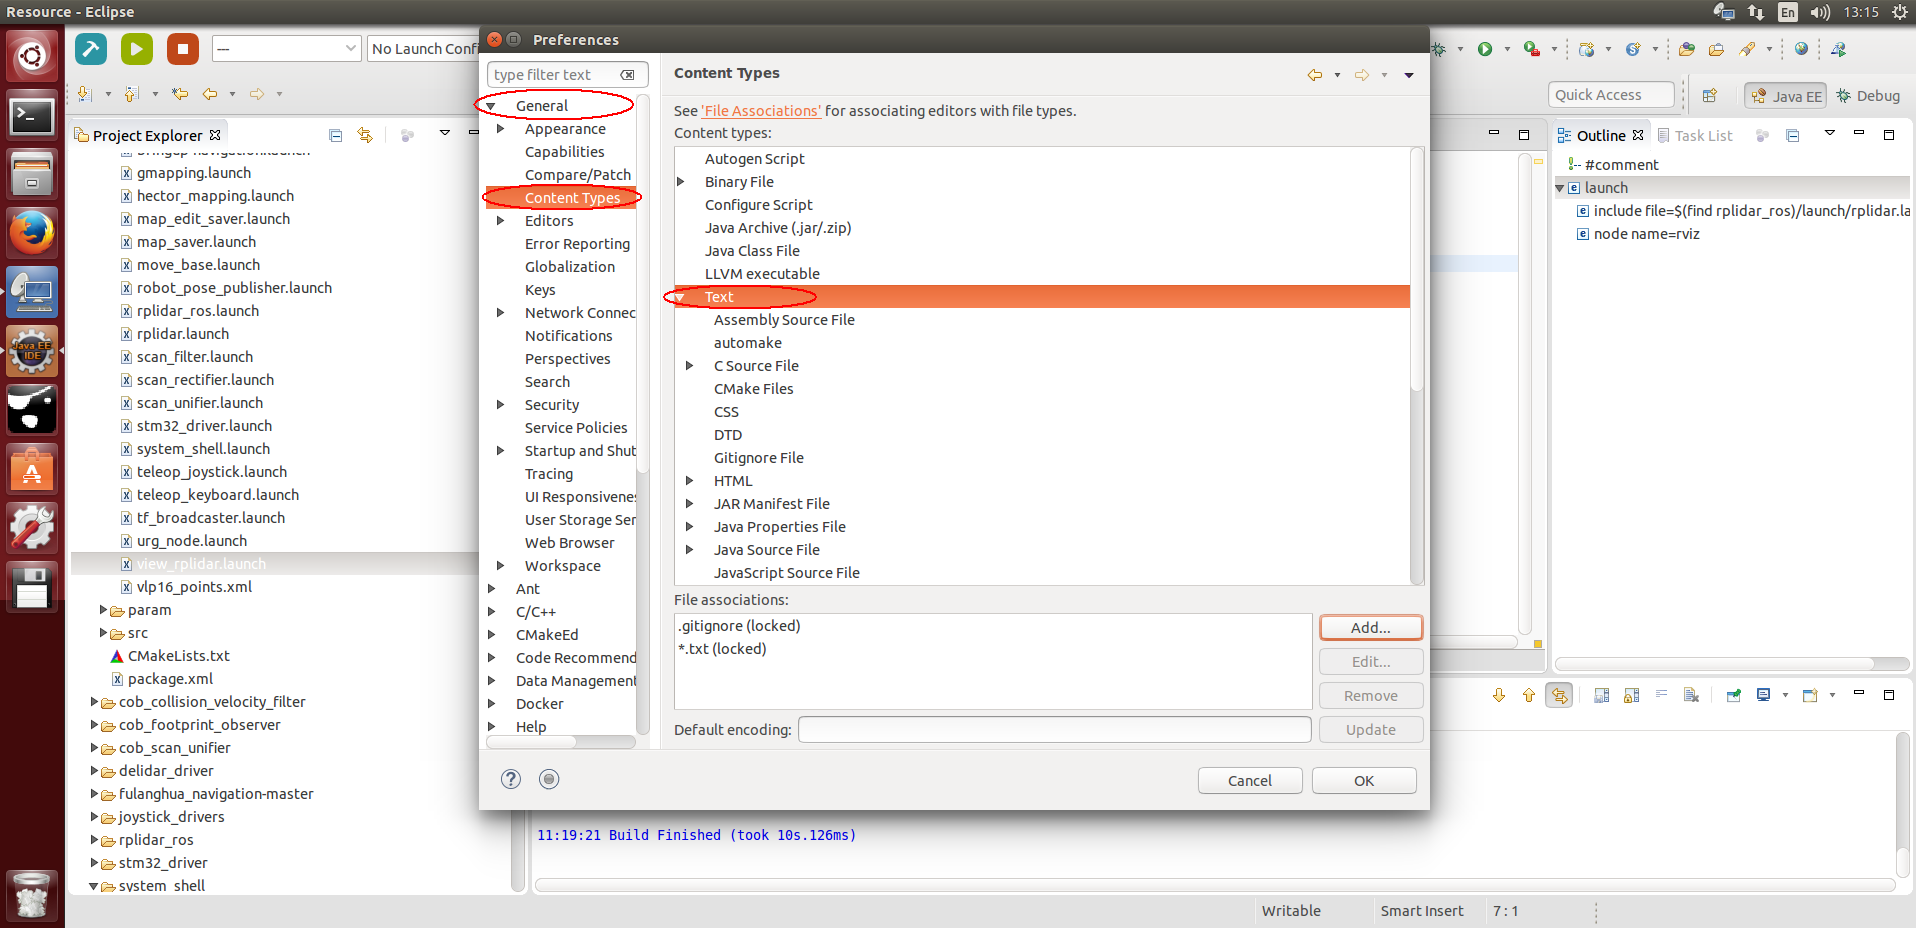 Resource - Eclipse
En
13:15
---
No Launch Confi
Quick Access
Java EE
Debug
Java EE
IDE
Project Explorer
gmapping.launch
hector_mapping.launch
map_edit_saver.launch
map_saver.launch
move_base.launch
robot_pose_publisher.launch
rplidar_ros.launch
rplidar.launch
scan_filter.launch
scan_rectifier.launch
scan_unifier.launch
stm32_driver.launch
system_shell.launch
teleop_joystick.launch
teleop_keyboard.launch
tf_broadcaster.launch
urg_node.launch
view_rplidar.launch
vlp16_points.xml
param
src
CMakeLists.txt
package.xml
cob_collision_velocity_filter
cob_footprint_observer
cob_scan_unifier
delidar_driver
fulanghua_navigation-master
joystick_drivers
rplidar_ros
stm32_driver
system_shell
Preferences
type filter text
General
Appearance
Capabilities
Compare/Patch
Content Types
Editors
Error Reporting
Globalization
Keys
Network Connec
Notifications
Perspectives
Search
Security
Service Policies
Startup and Shut
Tracing
UI Responsivenes
User Storage Ser
Web Browser
Workspace
Ant
C/C++
CMakeEd
Code Recommend
Data Management
Docker
Help
Content Types
See 'File Associations' for associating editors with file types.
Content types:
Autogen Script
Binary File
Configure Script
Java Archive (.jar/.zip)
Java Class File
LLVM executable
Text
Assembly Source File
automake
C Source File
CMake Files
CSS
DTD
Gitignore File
HTML
JAR Manifest File
Java Properties File
Java Source File
JavaScript Source File
File associations:
.gitignore (locked)
*.txt (locked)
Add...
Edit...
Remove
Default encoding:
Update
Cancel
OK
Outline
Task List
#comment
launch
include file=$(find rplidar_ros)/launch/rplidar.la
node name=rviz
11:19:21 Build Finished (took 10s.126ms)
Writable
Smart Insert
7 : 1